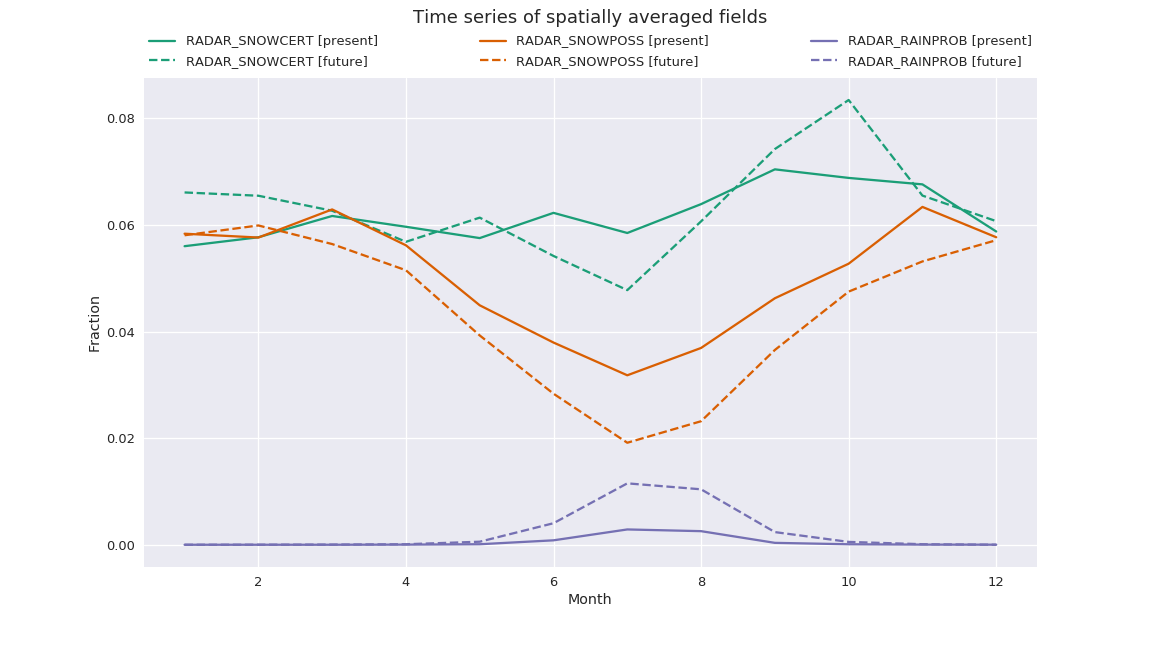 Time series of spatially averaged fields
RADAR_SNOWCERT [present] RADAR_SNOWPOSS [present] RADAR_RAINPROB [present]
RADAR_SNOWCERT [future] RADAR_SNOWPOSS [future] RADAR_RAINPROB [future]
0.08
0.06
0.04
0.02
0.00
Fraction
2 4 6 8 10 12
Month